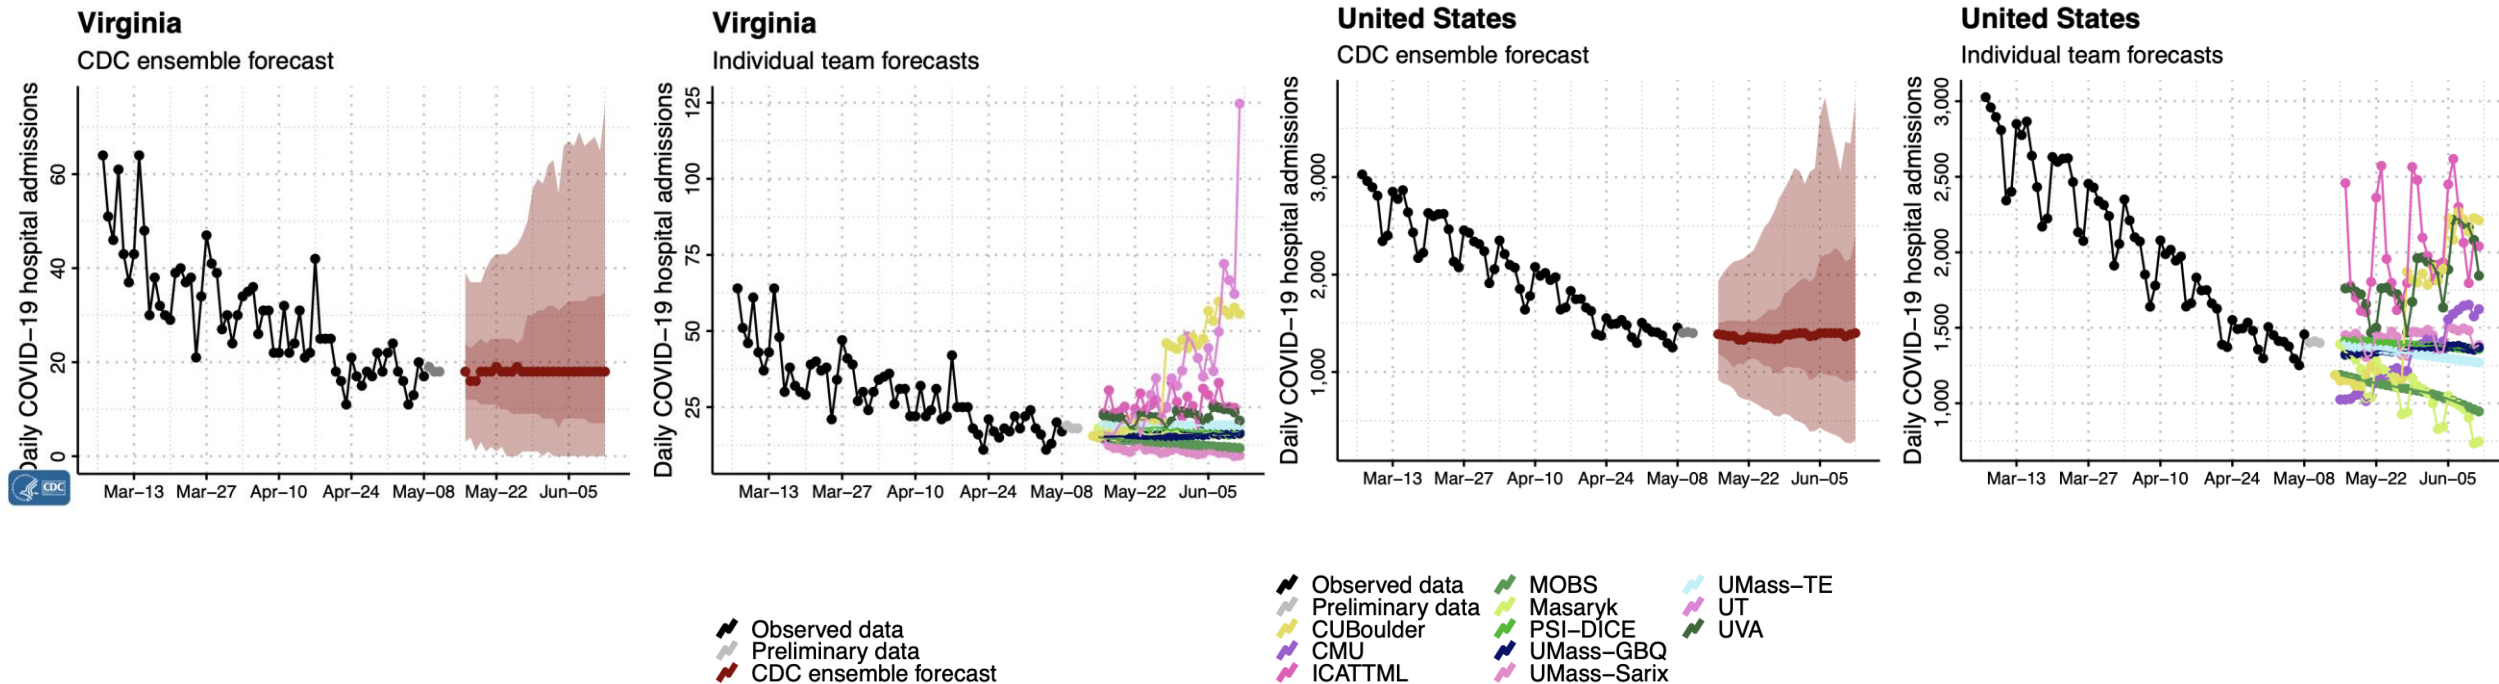 Virginia
CDC ensemble forecast
Daily COVID−19 hospital admissions
60
40
20
0
Mar−13 Mar−27 Apr−10 Apr−24 May−08 May−22 Jun−05
CDC
Virginia
Individual team forecasts
Daily COVID−19 hospital admissions
125
100
75
50
25
Mar−13 Mar−27 Apr−10 Apr−24 May−08 May−22 Jun−05
United States
CDC ensemble forecast
Daily COVID−19 hospital admissions
3,000
2,000
1,000
Mar−13 Mar−27 Apr−10 Apr−24 May−08 May−22 Jun−05
United States
Individual team forecasts
Daily COVID−19 hospital admissions
3,000
2,500
2,000
1,500
1,000
Mar−13 Mar−27 Apr−10 Apr−24 May−08 May−22 Jun−05
Observed data
Preliminary data
CDC ensemble forecast
Observed data
Preliminary data
CUBoulder
CMU
ICATTML
MOBS
Masaryk
PSI−DICE
UMass−GBQ
UMass−Sarix
UMass−TE
UT
UVA